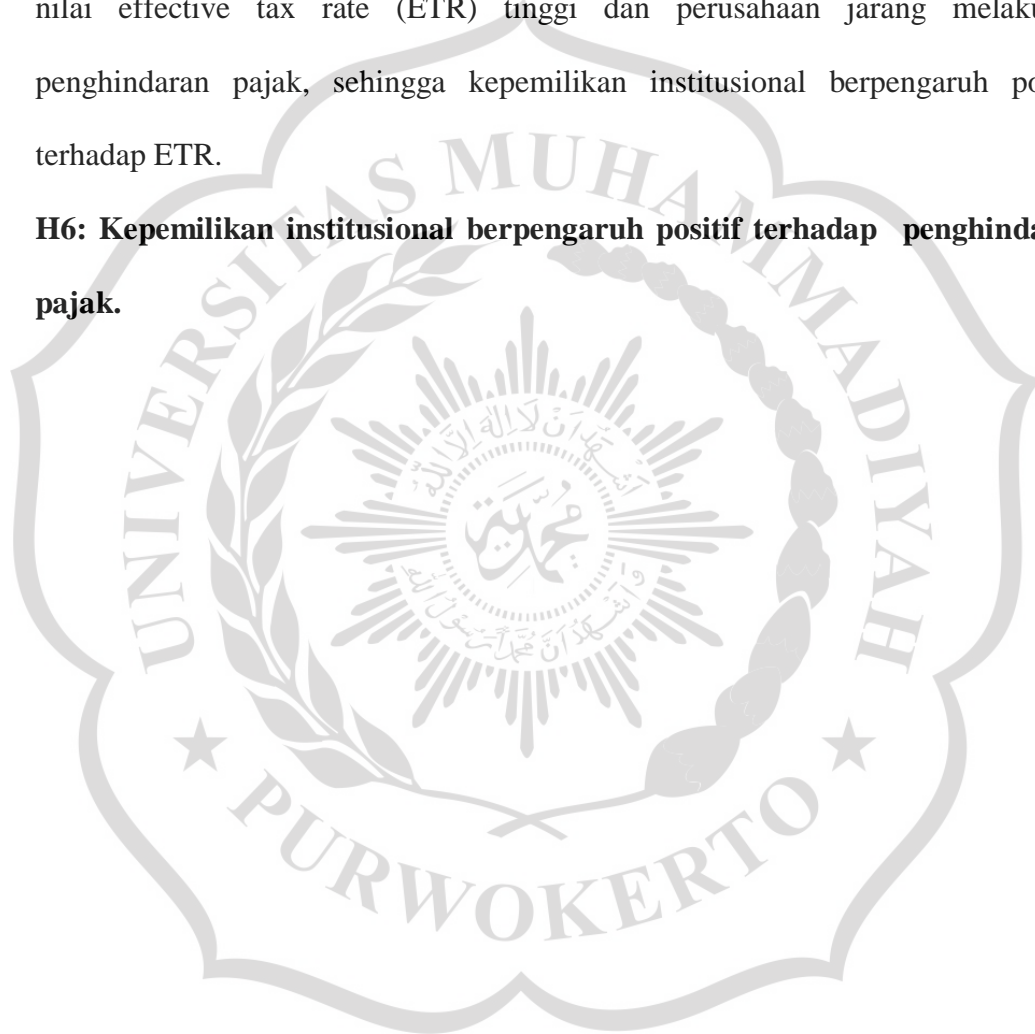 nilai effective tax rate (ETR) tinggi dan perusahaan jarang melaku
penghindaran pajak, sehingga kepemilikan institusional berpengaruh po
terhadap ETR.
H6: Kepemilikan institusional berpengaruh positif terhadap penghinda
pajak.
UNIVERSITAS MUHAMMADIYAH
PURWOKERTO